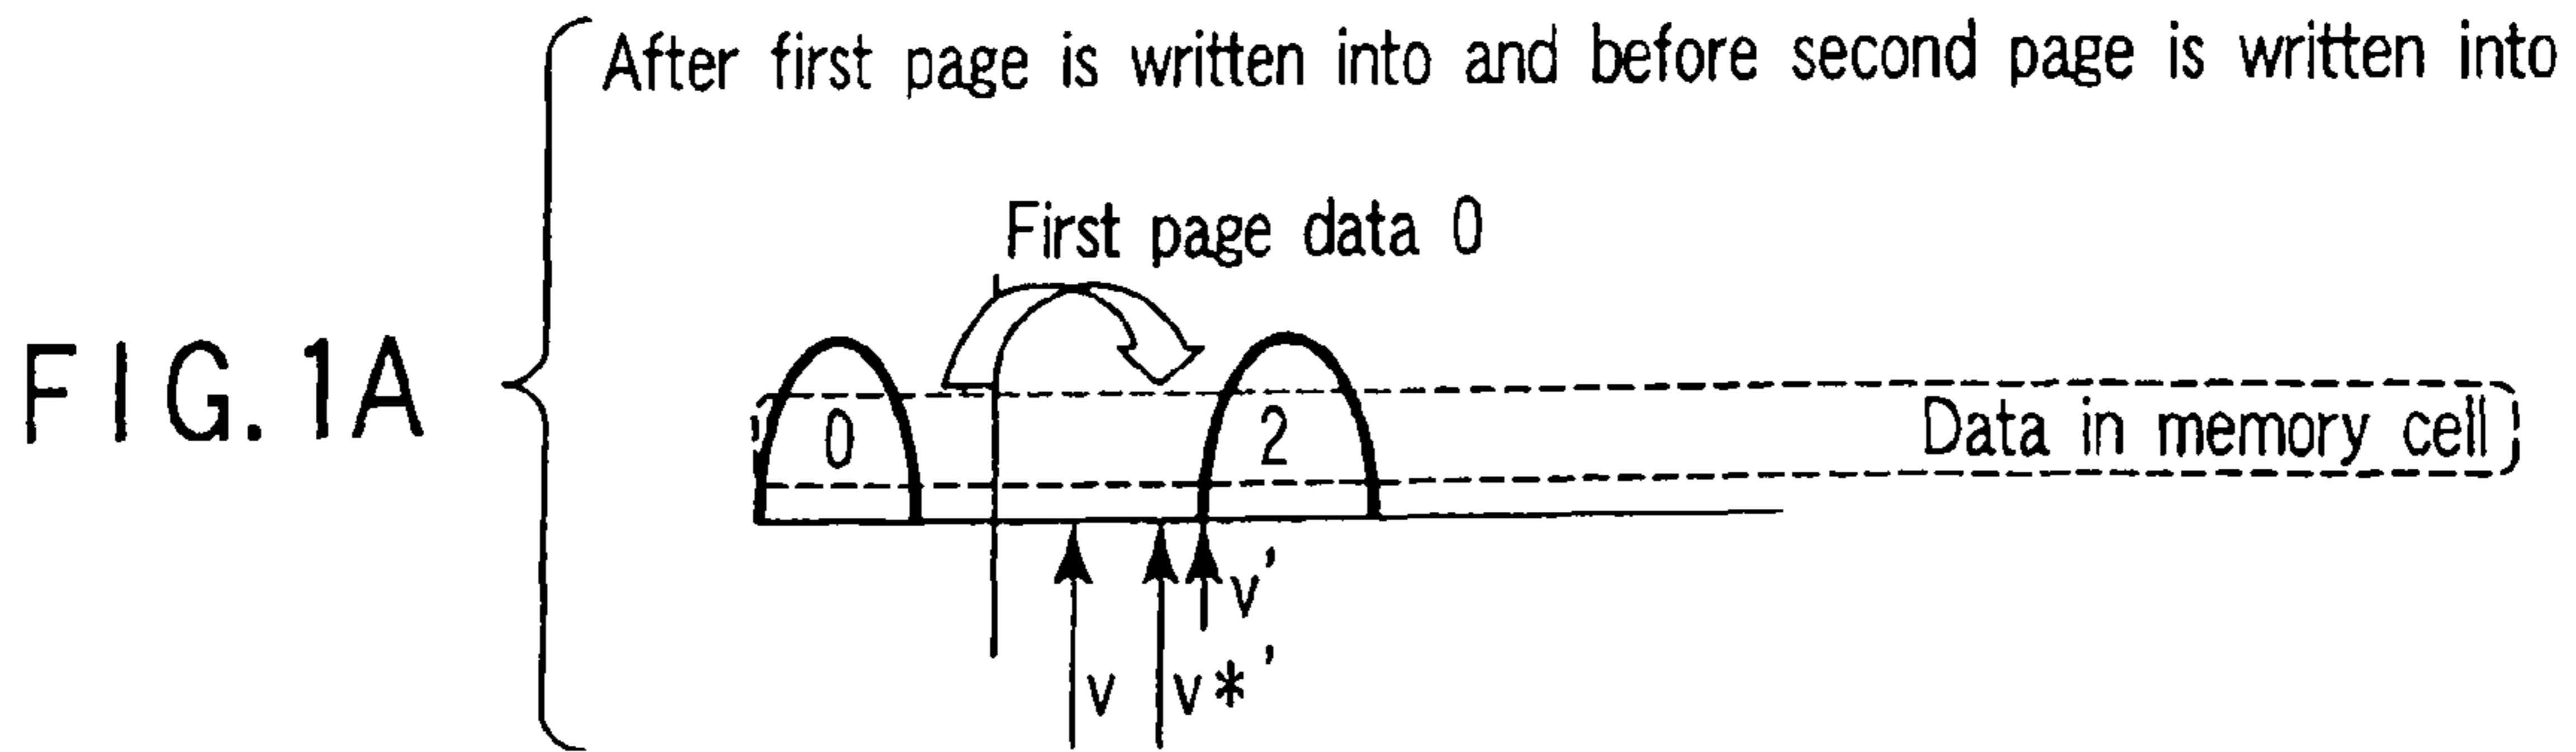 After first page is written into and before second page is written into
First page data 0
FIG.1A
0
2
Data in memory cell
v'
v
v*'